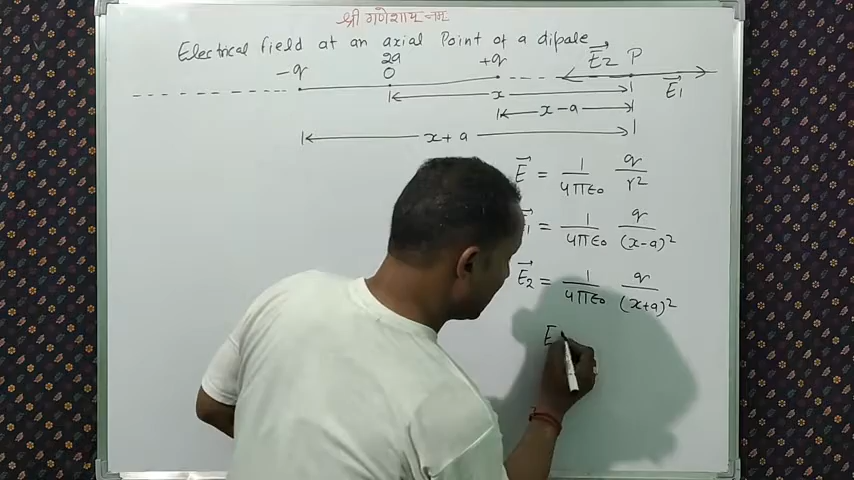 श्री गणेशाय नमः
Electrical field at an axial Point of a dipole
-q 2a +q E2 P
O E1
x
x-a
x+a
E = 1/4πϵ0 q/r2
1 = 1/4πϵ0 q/(x-a)2
E2 = 1/4πϵ0 q/(x+a)2
E